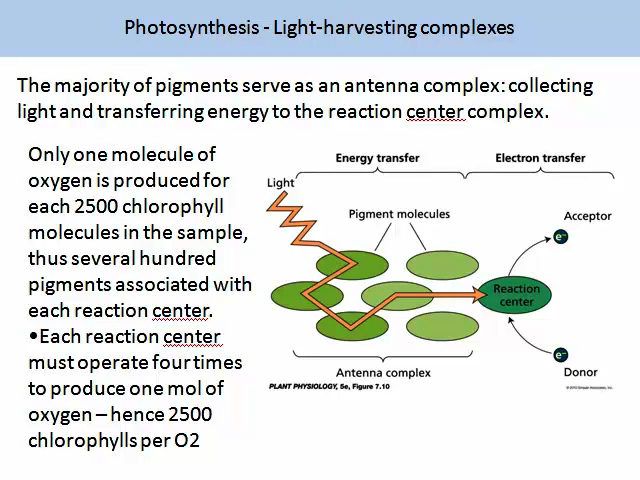 Photosynthesis - Light-harvesting complexes
The majority of pigments serve as an antenna complex: collecting
light and transferring energy to the reaction center complex.
Only one molecule of
oxygen is produced for
each 2500 chlorophyll
molecules in the sample,
thus several hundred
pigments associated with
each reaction center.
•Each reaction center
must operate four times
to produce one mol of
oxygen – hence 2500
chlorophylls per O2
Energy transfer
Electron transfer
Light
Pigment molecules
Acceptor
e–
Reaction
center
e–
Donor
Antenna complex
PLANT PHYSIOLOGY, 5e, Figure 7.10
© 2010 Sinauer Associates, Inc.